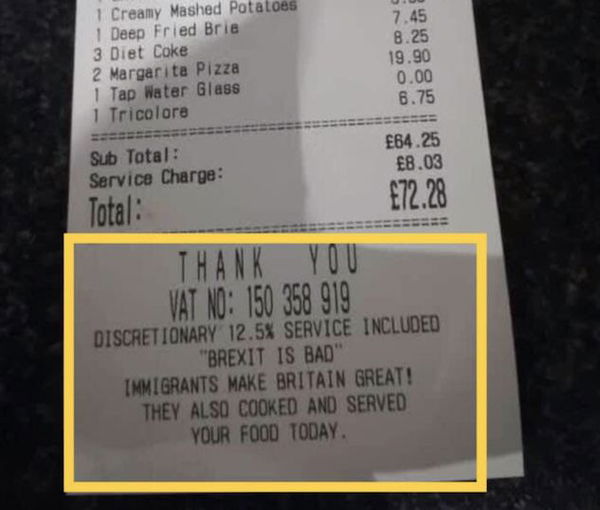 1 Creamy Mashed Potatoes
1 Deep Fried Brie 7.45
3 Diet Coke 8.25
2 Margarita Pizza 19.90
1 Tap Water Glass 0.00
1 Tricolore 6.75
Sub Total: £64.25
Service Charge: £8.03
Total: £72.28
THANK YOU
VAT NO: 150 358 919
DISCRETIONARY 12.5% SERVICE INCLUDED
"BREXIT IS BAD"
IMMIGRANTS MAKE BRITAIN GREAT!
THEY ALSO COOKED AND SERVED
YOUR FOOD TODAY.